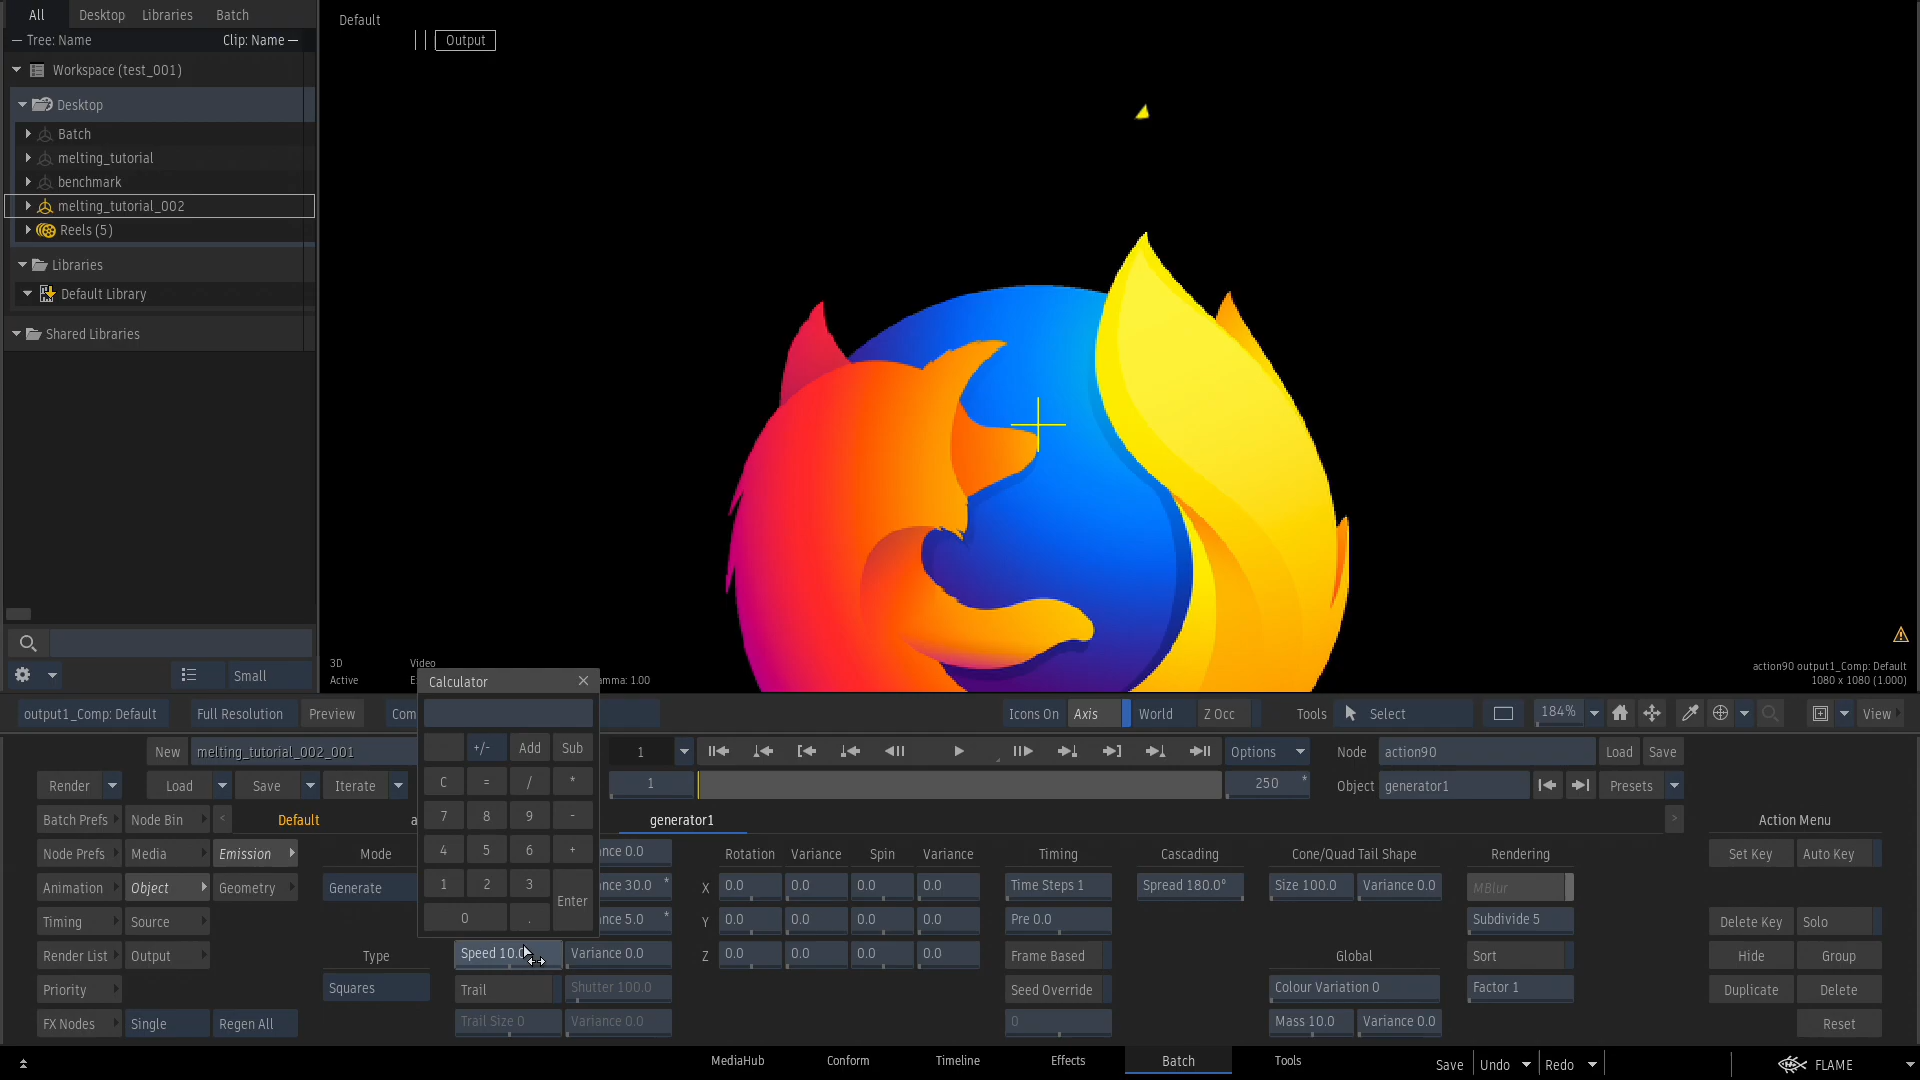 All Desktop Libraries Batch
Tree: Name Clip: Name
Workspace (test_001)
Desktop
Batch
melting_tutorial
benchmark
melting_tutorial_002
Reels (5)
Libraries
Default Library
Shared Libraries
Small
Default
Output
3D Video
Active
amma: 1.00
action90 output1_Comp: Default
1080 x 1080 (1.000)
Calculator
+/- Add Sub
C = / *
7 8 9 -
4 5 6 +
1 2 3 Enter
0 .
output1_Comp: Default Full Resolution Preview Com
Icons On Axis World Z Occ Tools Select 184% View
New melting_tutorial_002_001 1 Options Node action90 Load Save
Render Load Save Iterate 1 250 * Object generator1 Presets
Batch Prefs Node Bin < Default a generator1 > Action Menu
Node Prefs Media Emission Mode nce 0.0 Rotation Variance Spin Variance Timing Cascading Cone/Quad Tail Shape Rendering Set Key Auto Key
Animation Object Geometry Generate nce 30.0 * X 0.0 0.0 0.0 0.0 Time Steps 1 Spread 180.0° Size 100.0 Variance 0.0 MBlur
Timing Source nce 5.0 * Y 0.0 0.0 0.0 0.0 Pre 0.0 Subdivide 5 Delete Key Solo
Render List Output Type Speed 10.0 Variance 0.0 Z 0.0 0.0 0.0 0.0 Frame Based Global Sort Hide Group
Priority Squares Trail Shutter 100.0 Seed Override Colour Variation 0 Factor 1 Duplicate Delete
FX Nodes Single Regen All Trail Size 0 Variance 0.0 0 Mass 10.0 Variance 0.0 Reset
MediaHub Conform Timeline Effects Batch Tools Save Undo Redo FLAME